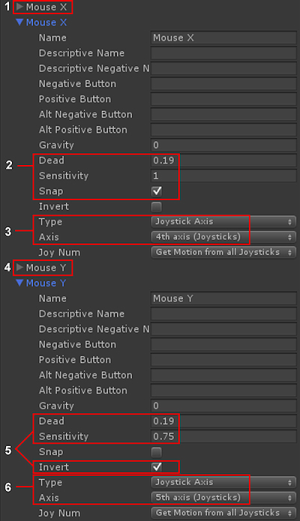 1 Mouse X
Mouse X
Name Mouse X
Descriptive Name
Descriptive Negative N
Negative Button
Positive Button
Alt Negative Button
Alt Positive Button
Gravity 0
Dead 0.19
2 Sensitivity 1
Snap
Invert
Type Joystick Axis
3 Axis 4th axis (Joysticks)
Joy Num Get Motion from all Joysticks
4 Mouse Y
Mouse Y
Name Mouse Y
Descriptive Name
Descriptive Negative N
Negative Button
Positive Button
Alt Negative Button
Alt Positive Button
Gravity 0
Dead 0.19
Sensitivity 0.75
5 Snap
Invert
Type Joystick Axis
6 Axis 5th axis (Joysticks)
Joy Num Get Motion from all Joysticks